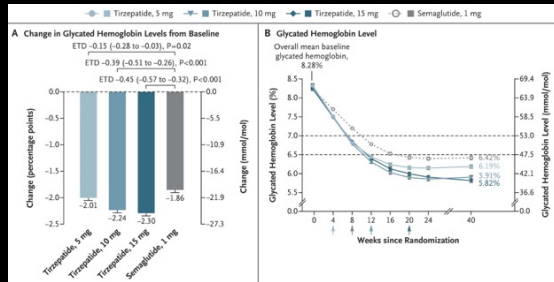 Tirzepatide, 5 mg Tirzepatide, 10 mg Tirzepatide, 15 mg Semaglutide, 1 mg
A Change in Glycated Hemoglobin Levels from Baseline
ETD −0.15 (−0.28 to −0.03), P=0.02
ETD −0.39 (−0.51 to −0.26), P<0.001
ETD −0.45 (−0.57 to −0.32), P<0.001
Change (percentage points)
0.0
−0.5
−1.0
−1.5
−2.0
−2.5
−2.01
−2.24
−2.30
−1.86
0.0
−5.5
−10.9
−16.4
−21.9
−27.3
Change (mmol/mol)
Tirzepatide, 5 mg
Tirzepatide, 10 mg
Tirzepatide, 15 mg
Semaglutide, 1 mg
B Glycated Hemoglobin Level
Overall mean baseline
glycated hemoglobin,
8.28%
Glycated Hemoglobin Level (%)
8.5
8.0
7.5
7.0
6.5
6.0
5.5
5.0
0.0
6.42%
6.19%
5.91%
5.82%
69.4
63.9
58.5
53.0
47.5
42.1
36.6
0.0
Glycated Hemoglobin Level (mmol/mol)
0 4 8 12 16 20 24 40
Weeks since Randomization